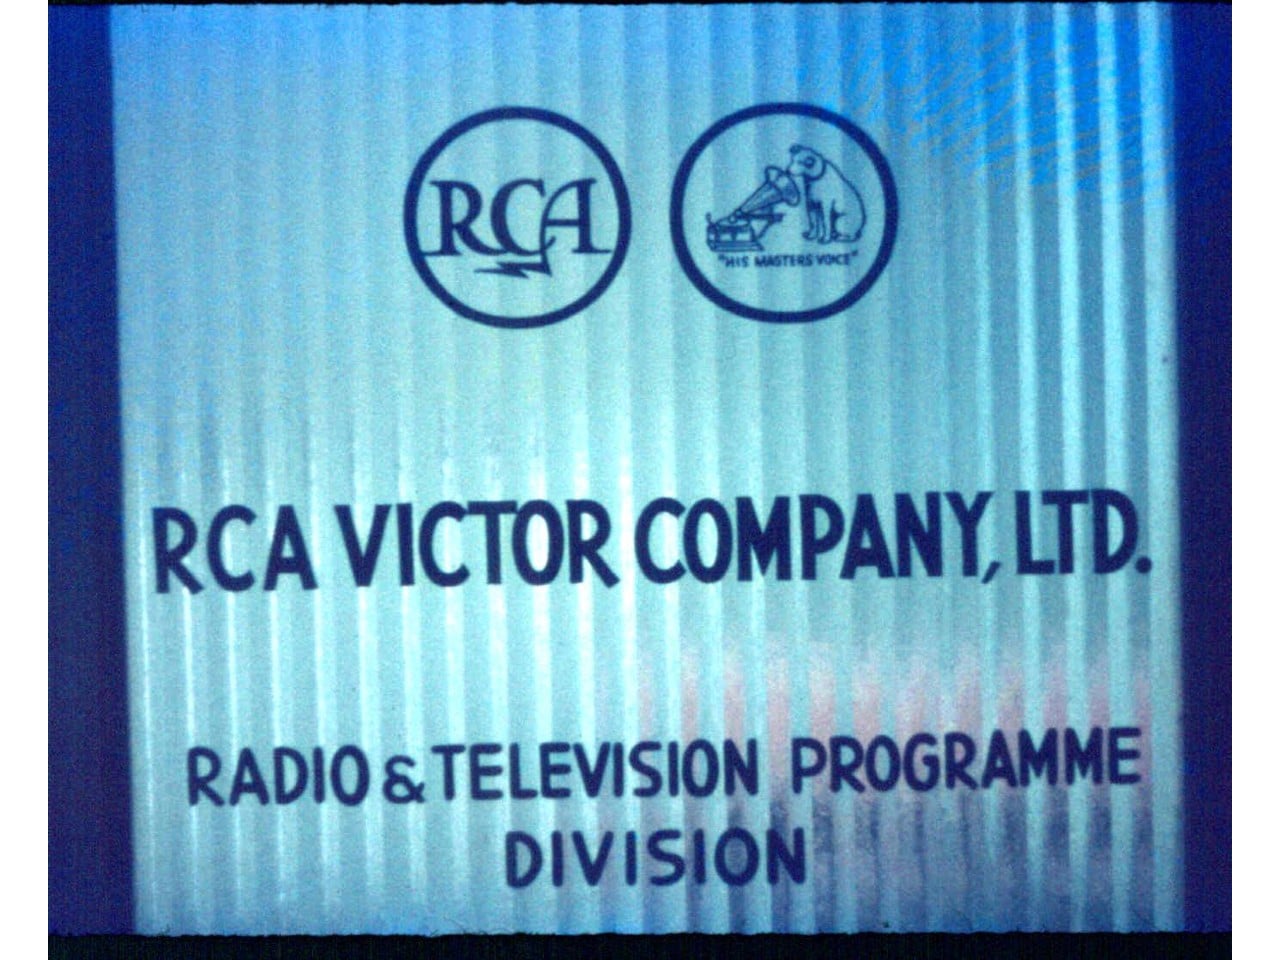 RCA
"HIS MASTERS VOICE"
RCA VICTOR COMPANY, LTD.
RADIO & TELEVISION PROGRAMME
DIVISION